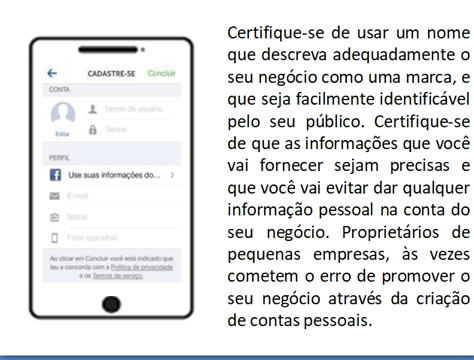 CADASTRE-SE
Concluir
CONTA
Nome de usuário
Editar
Senha
PERFIL
Use suas informações do...
E-mail
Nome
Fone (opcional)
Ao clicar em Concluir você está indicado que
leu e concorda com a Política de privacidade
e os Termos de serviço.
Certifique-se de usar um nome
que descreva adequadamente o
seu negócio como uma marca, e
que seja facilmente identificável
pelo seu público. Certifique-se
de que as informações que você
vai fornecer sejam precisas e
que você vai evitar dar qualquer
informação pessoal na conta do
seu negócio. Proprietários de
pequenas empresas, às vezes
cometem o erro de promover o
seu negócio através da criação
de contas pessoais.